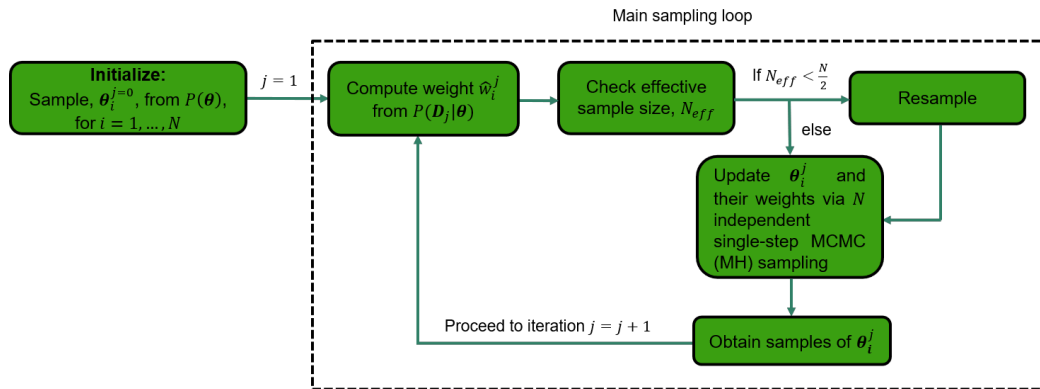 Main sampling loop
Initialize:
Sample, θ_i^{j=0}, from P(θ),
for i = 1, … , N
j = 1
Compute weight ŵ_i^j
from P(D_j|θ)
Check effective
sample size, N_eff
If N_eff < N/2
Resample
else
Update θ_i^j and
their weights via N
independent
single-step MCMC
(MH) sampling
Proceed to iteration j = j + 1
Obtain samples of θ_i^j